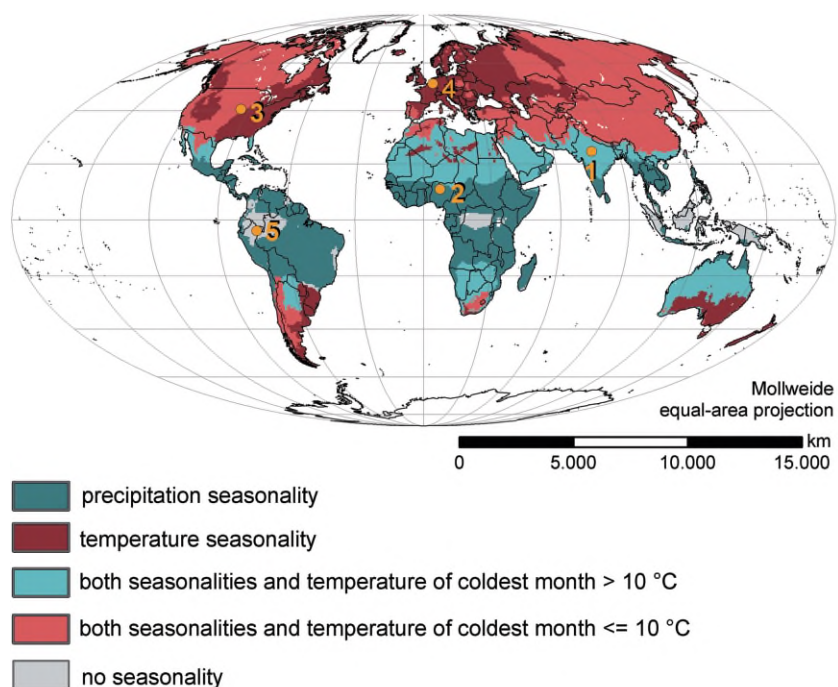 3
4
1
2
5
Mollweide
equal-area projection
km
0 5.000 10.000 15.000
precipitation seasonality
temperature seasonality
both seasonalities and temperature of coldest month > 10 °C
both seasonalities and temperature of coldest month <= 10 °C
no seasonality